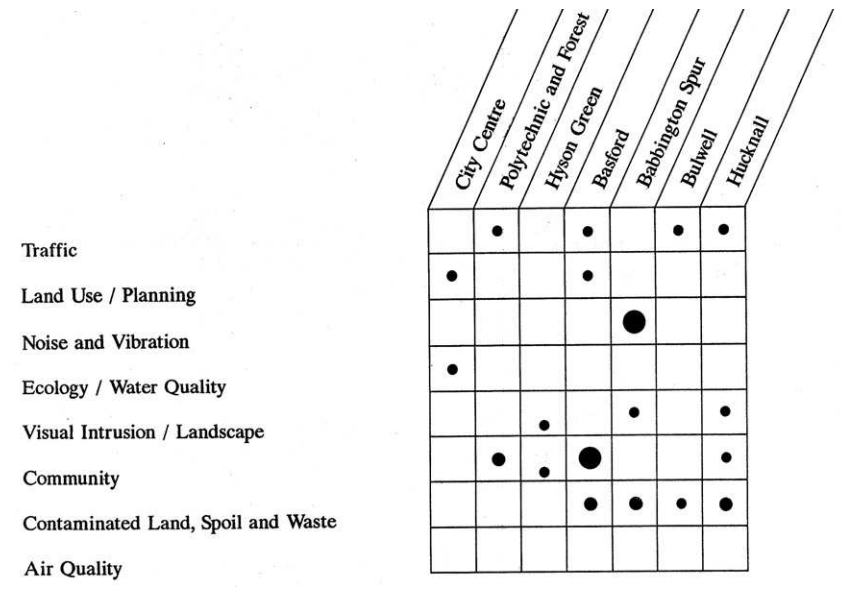 City Centre
Polytechnic and Forest
Hyson Green
Basford
Babbington Spur
Bulwell
Hucknall
Traffic
Land Use / Planning
Noise and Vibration
Ecology / Water Quality
Visual Intrusion / Landscape
Community
Contaminated Land, Spoil and Waste
Air Quality